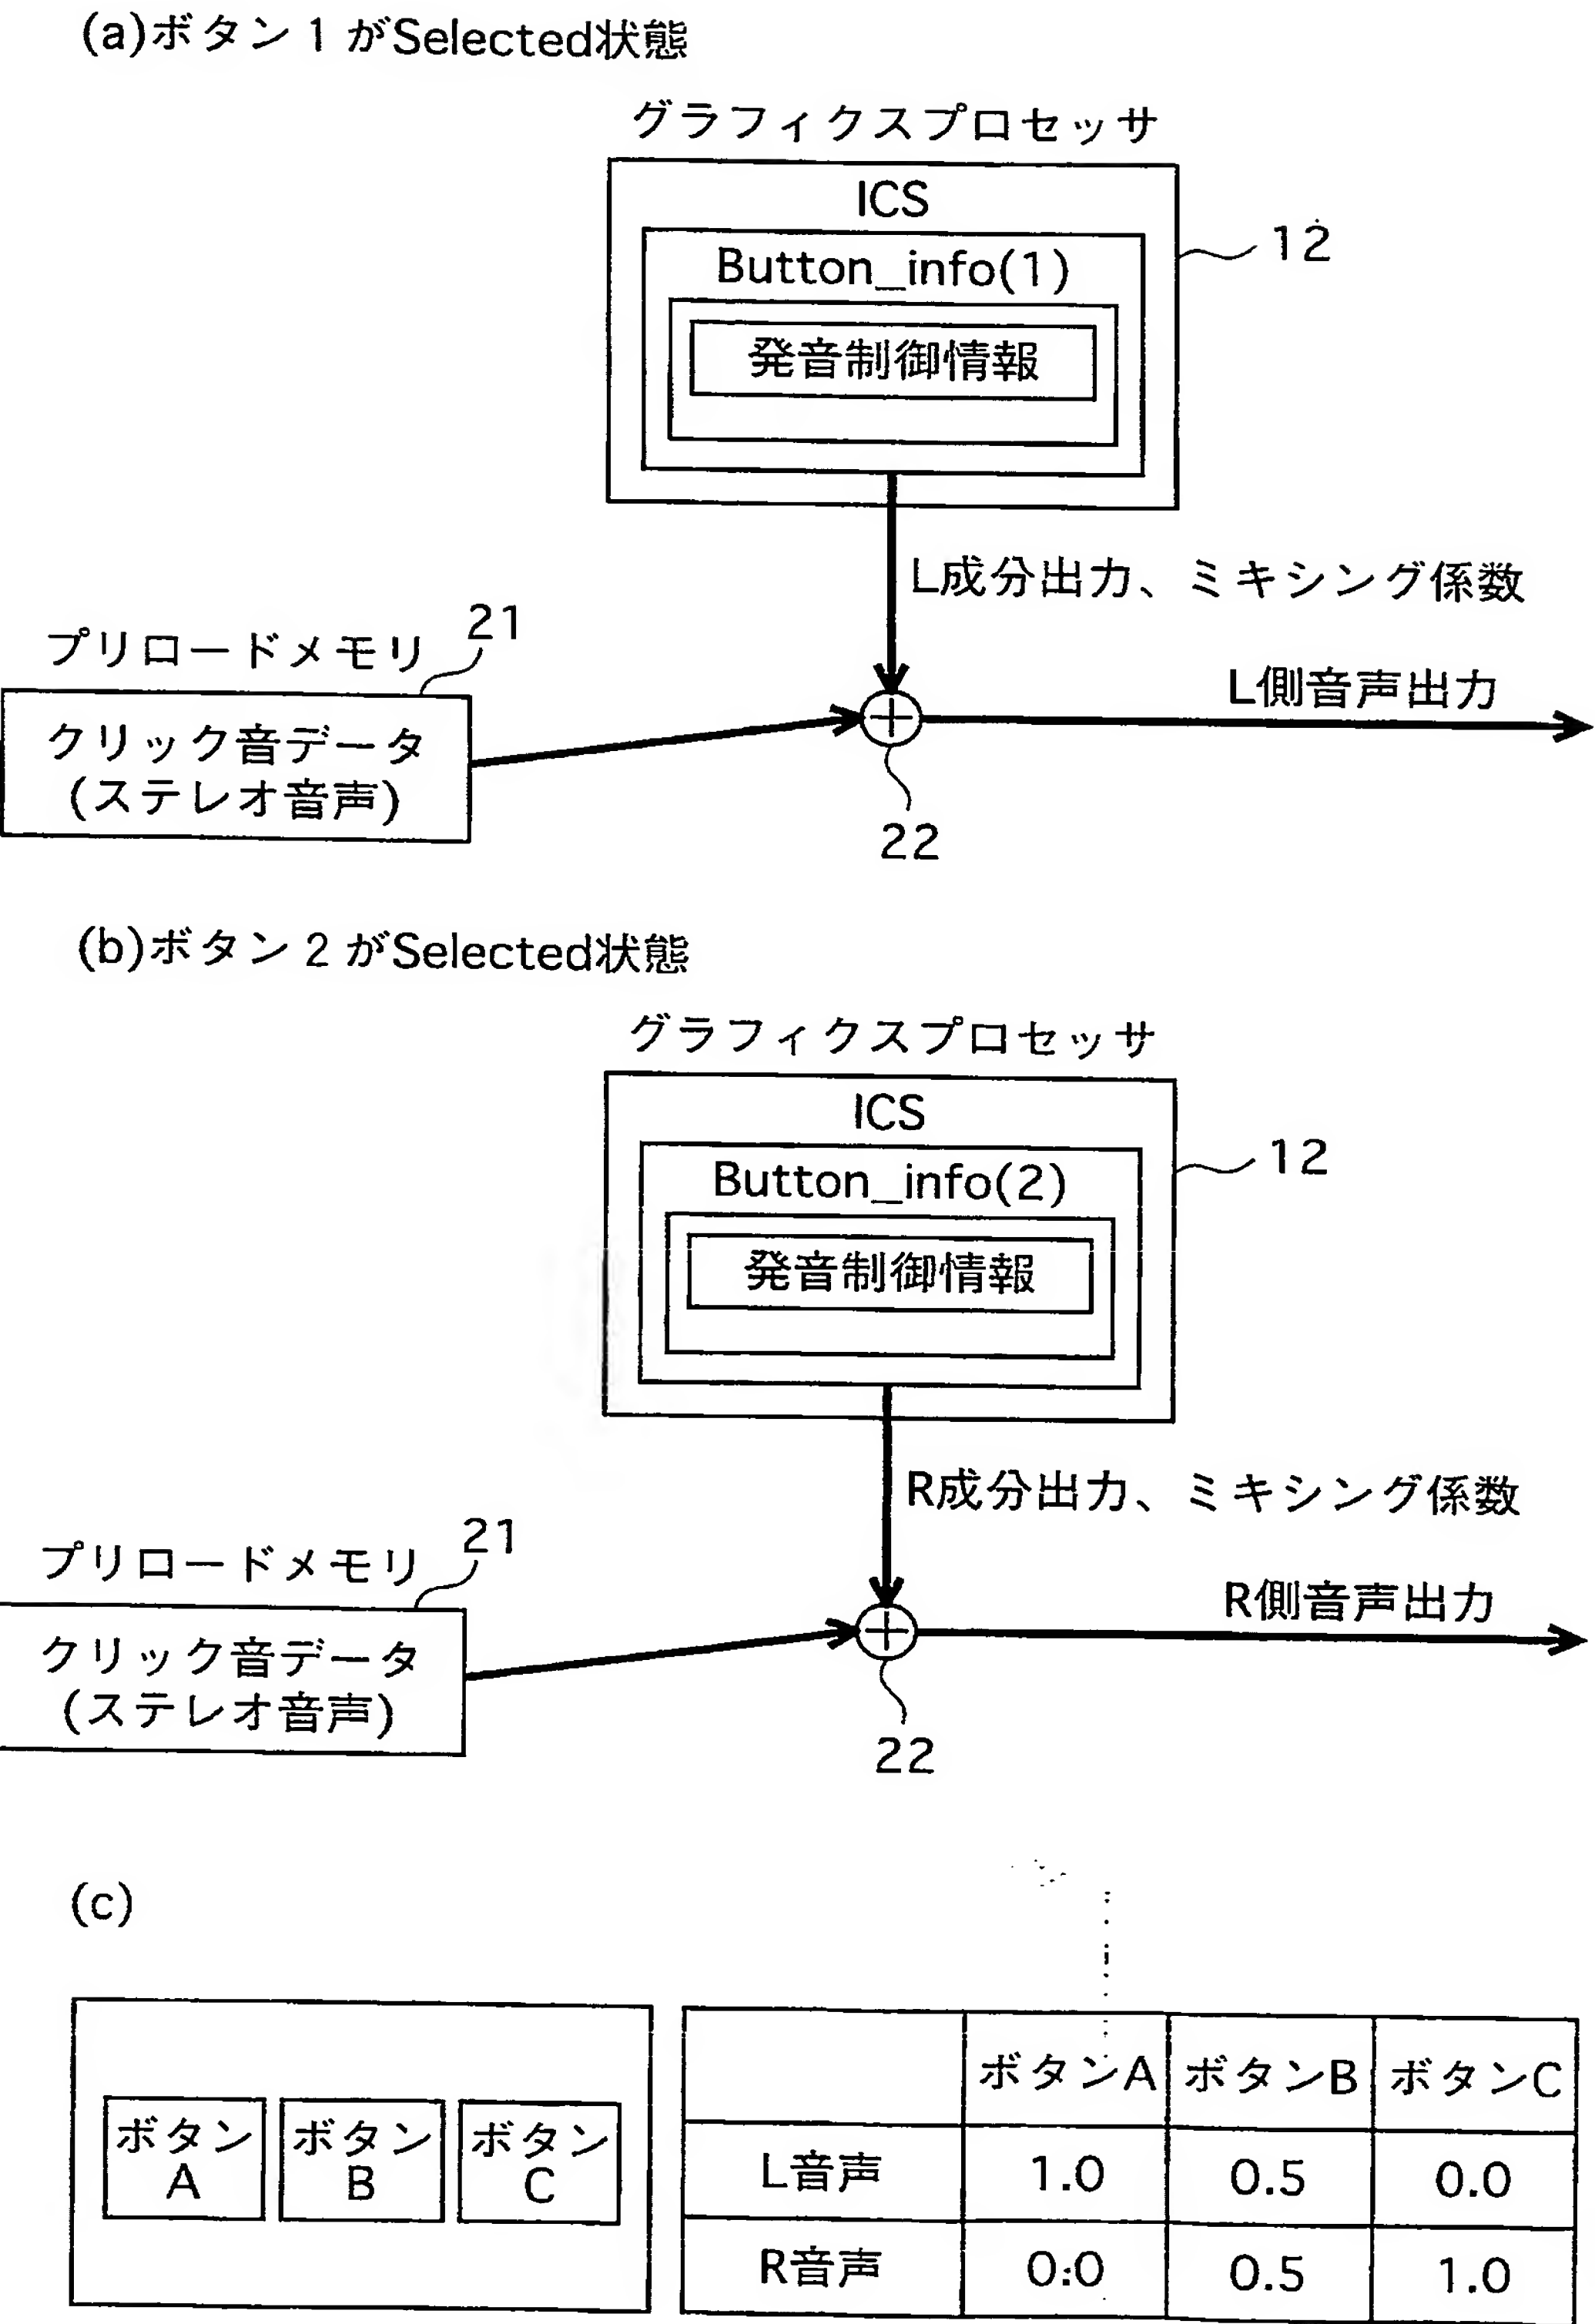 (a)ボタン1がSelected状態
グラフィクスプロセッサ
ICS
12
Button_info(1)
発音制御情報
L成分出力、ミキシング係数
プリロードメモリ
21
L側音声出力
クリック音データ
(ステレオ音声)
22
(b)ボタン2がSelected状態
グラフィクスプロセッサ
ICS
12
Button_info(2)
発音制御情報
R成分出力、ミキシング係数
プリロードメモリ
21
R側音声出力
クリック音データ
(ステレオ音声)
22
(c)
ボタン
A
ボタン
B
ボタン
C
ボタンA ボタンB ボタンC
L音声 1.0 0.5 0.0
R音声 0.0 0.5 1.0